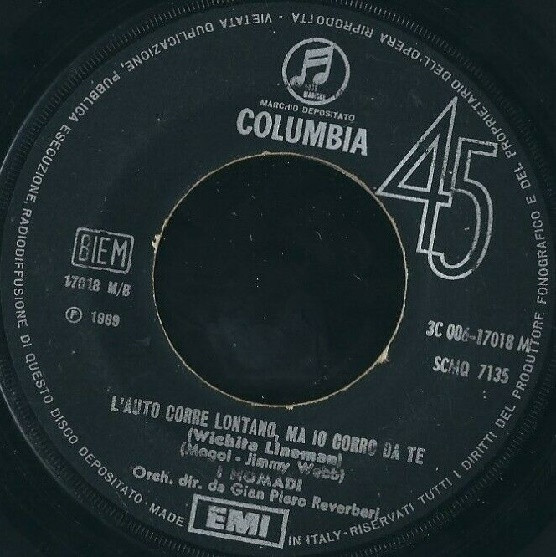 VIETATA DUPLICAZIONE, PUBBLICA ESECUZIONE, RADIODIFFUSIONE DI QUESTO DISCO DEPOSITATO
MADE IN ITALY - RISERVATI TUTTI I DIRITTI DEL PRODUTTORE FONOGRAFICO E DEL PROPRIETARIO DELL'OPERA RIPRODOTTA
MARCHIO DEPOSITATO
COLUMBIA
45
BIEM
17018 M/B
Ⓟ 1969
3C 006-17018 M
SCMQ 7135
L'AUTO CORRE LONTANO, MA IO CORRO DA TE
(Wichita Lineman)
(Mogol - Jimmy Webb)
I NOMADI
Orch. dir. da Gian Piero Reverberi
EMI